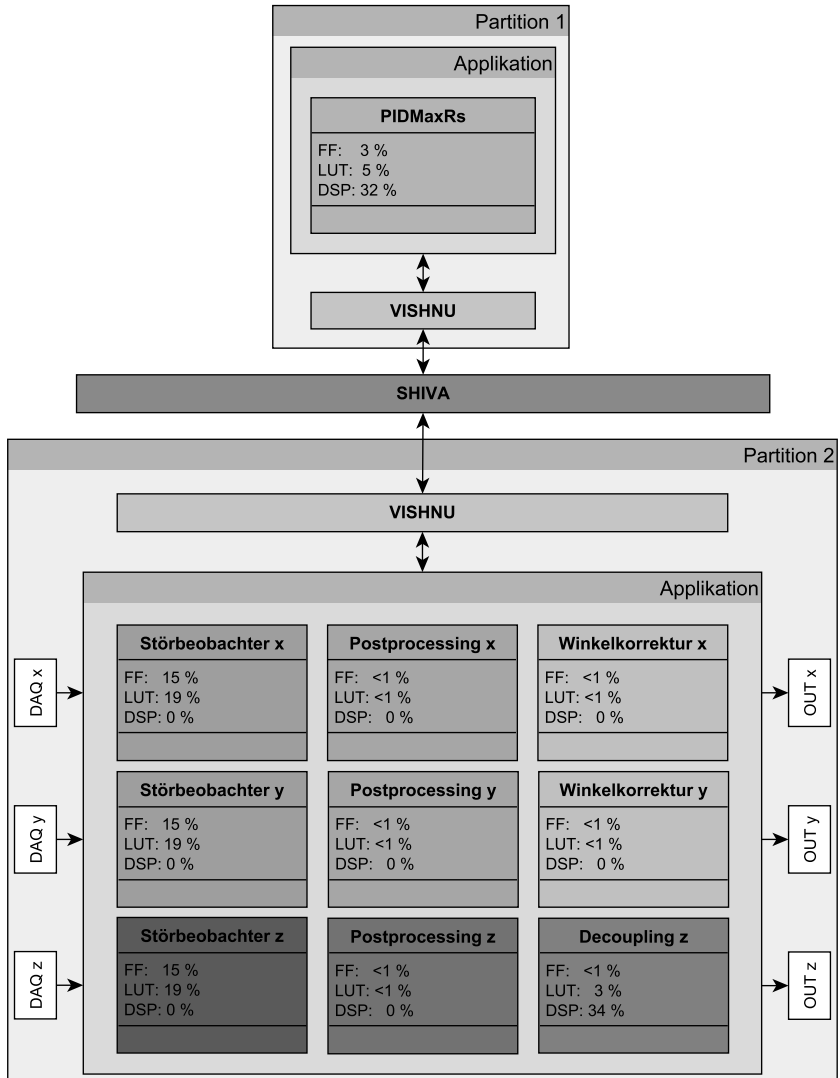 Partition 1
Applikation
PIDMaxRs
FF: 3 %
LUT: 5 %
DSP: 32 %
VISHNU
SHIVA
Partition 2
VISHNU
Applikation
DAQ x
Störbeobachter x
FF: 15 %
LUT: 19 %
DSP: 0 %
Postprocessing x
FF: <1 %
LUT: <1 %
DSP: 0 %
Winkelkorrektur x
FF: <1 %
LUT: <1 %
DSP: 0 %
OUT x
DAQ y
Störbeobachter y
FF: 15 %
LUT: 19 %
DSP: 0 %
Postprocessing y
FF: <1 %
LUT: <1 %
DSP: 0 %
Winkelkorrektur y
FF: <1 %
LUT: <1 %
DSP: 0 %
OUT y
DAQ z
Störbeobachter z
FF: 15 %
LUT: 19 %
DSP: 0 %
Postprocessing z
FF: <1 %
LUT: <1 %
DSP: 0 %
Decoupling z
FF: <1 %
LUT: 3 %
DSP: 34 %
OUT z